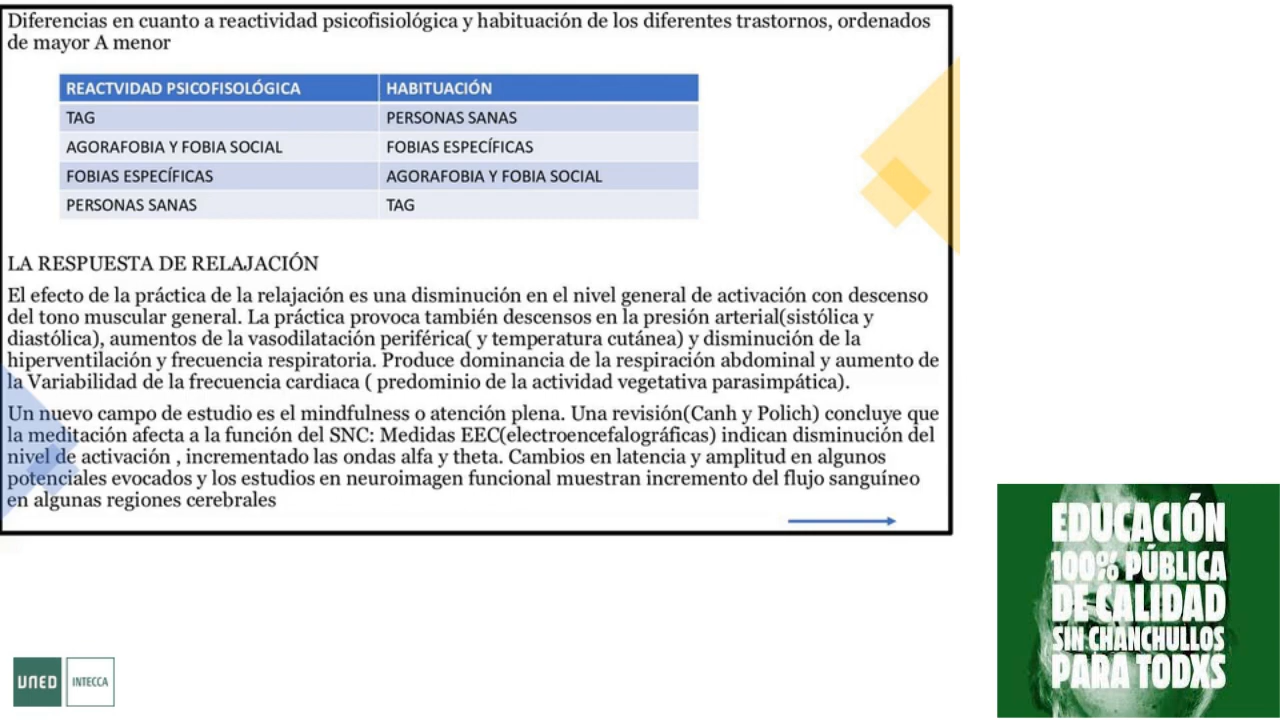 Diferencias en cuanto a reactividad psicofisiológica y habituación de los diferentes trastornos, ordenados
de mayor A menor
REACTVIDAD PSICOFISOLÓGICA HABITUACIÓN
TAG PERSONAS SANAS
AGORAFOBIA Y FOBIA SOCIAL FOBIAS ESPECÍFICAS
FOBIAS ESPECÍFICAS AGORAFOBIA Y FOBIA SOCIAL
PERSONAS SANAS TAG
LA RESPUESTA DE RELAJACIÓN
El efecto de la práctica de la relajación es una disminución en el nivel general de activación con descenso
del tono muscular general. La práctica provoca también descensos en la presión arterial(sistólica y
diastólica), aumentos de la vasodilatación periférica( y temperatura cutánea) y disminución de la
hiperventilación y frecuencia respiratoria. Produce dominancia de la respiración abdominal y aumento de
la Variabilidad de la frecuencia cardiaca ( predominio de la actividad vegetativa parasimpática).
Un nuevo campo de estudio es el mindfulness o atención plena. Una revisión(Canh y Polich) concluye que
la meditación afecta a la función del SNC: Medidas EEC(electroencefalográficas) indican disminución del
nivel de activación , incrementado las ondas alfa y theta. Cambios en latencia y amplitud en algunos
potenciales evocados y los estudios en neuroimagen funcional muestran incremento del flujo sanguíneo
en algunas regiones cerebrales
EDUCACIÓN
100% PÚBLICA
DE CALIDAD
SIN CHANCHULLOS
PARA TODXS
UNED INTECCA